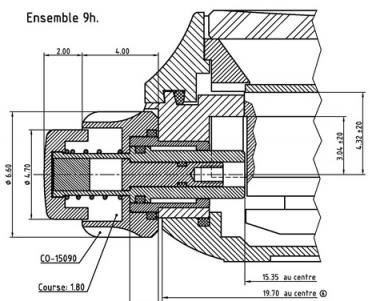 Ensemble 9h.
2.00
4.00
ø 6.60
ø 4.70
3.04 ±20
4.32 ±20
CO-15090
Course: 1.80
15.35 au centre
19.70 au centre